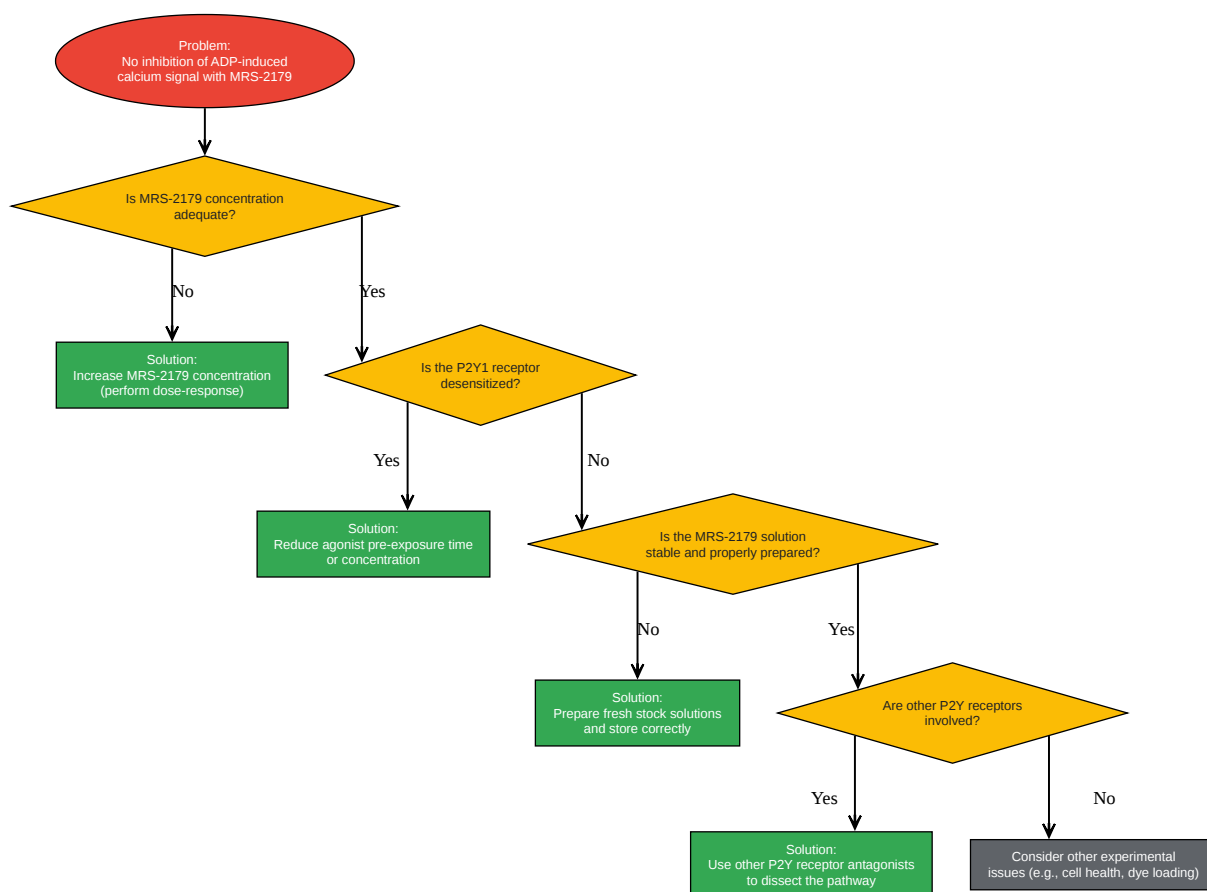 Problem:
No inhibition of ADP-induced
calcium signal with MRS-2179
Is MRS-2179 concentration
adequate?
No
Yes
Solution:
Increase MRS-2179 concentration
(perform dose-response)
Is the P2Y1 receptor
desensitized?
Yes
No
Solution:
Reduce agonist pre-exposure time
or concentration
Is the MRS-2179 solution
stable and properly prepared?
No
Yes
Solution:
Prepare fresh stock solutions
and store correctly
Are other P2Y receptors
involved?
Yes
No
Solution:
Use other P2Y receptor antagonists
to dissect the pathway
Consider other experimental
issues (e.g., cell health, dye loading)